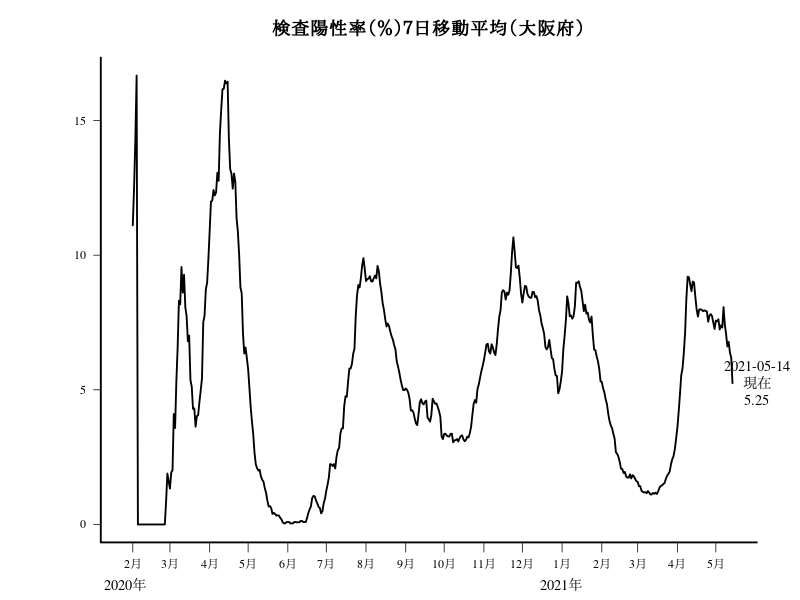 検査陽性率(%)7日移動平均(大阪府)
15
10
5
0
2021-05-14
現在
5.25
2月 3月 4月 5月 6月 7月 8月 9月 10月 11月 12月 1月 2月 3月 4月 5月
2020年 2021年